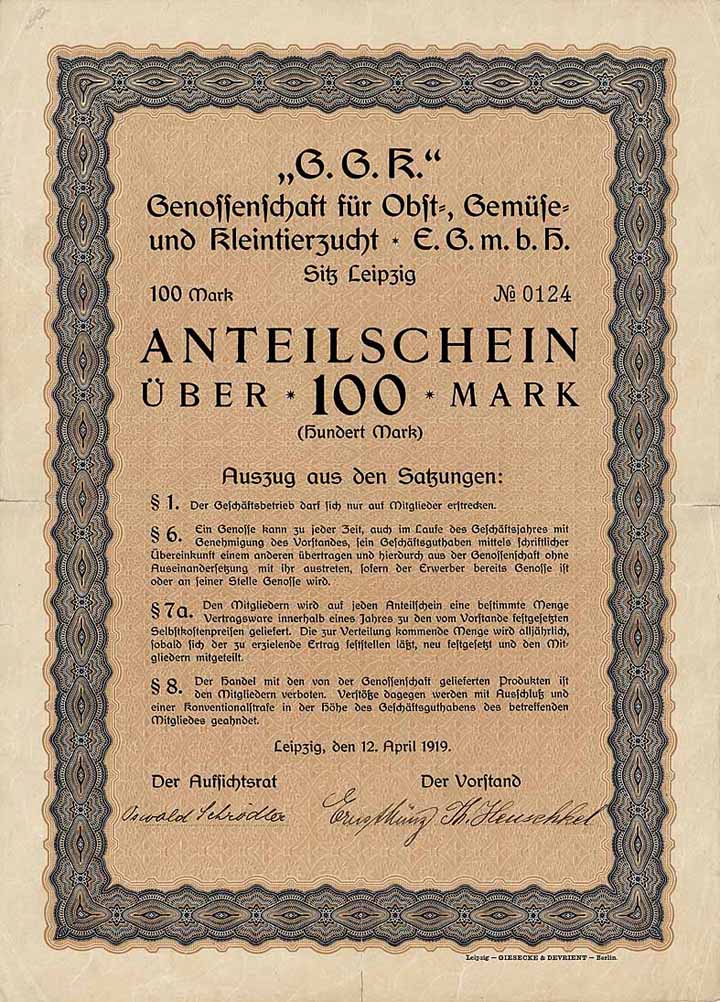 „G. G. K.“
Genossenschaft für Obst-, Gemüse-
und Kleintierzucht * E. G. m. b. H.
Sitz Leipzig
100 Mark № 0124
ANTEILSCHEIN
ÜBER * 100 * MARK
(Hundert Mark)
Auszug aus den Satzungen:
§ 1. Der Geschäftsbetrieb darf sich nur auf Mitglieder erstrecken.
§ 6. Ein Genosse kann zu jeder Zeit, auch im Laufe des Geschäftsjahres mit
Genehmigung des Vorstandes, sein Geschäftsguthaben mittels schriftlicher
Übereinkunft einem anderen übertragen und hierdurch aus der Genossenschaft ohne
Auseinandersetzung mit ihr austreten, sofern der Erwerber bereits Genosse ist
oder an seiner Stelle Genosse wird.
§ 7a. Den Mitgliedern wird auf jeden Anteilschein eine bestimmte Menge
Vertragsware innerhalb eines Jahres zu den vom Vorstande festgesetzten
Selbstkostenpreisen geliefert. Die zur Verteilung kommende Menge wird alljährlich,
sobald sich der zu erzielende Ertrag feststellen läßt, neu festgesetzt und den Mit-
gliedern mitgeteilt.
§ 8. Der Handel mit den von der Genossenschaft gelieferten Produkten ist
den Mitgliedern verboten. Verstöße dagegen werden mit Ausschluß und
einer Konventionalstrafe in der Höhe des Geschäftsguthabens des betreffenden
Mitgliedes geahndet.
Leipzig, den 12. April 1919.
Der Aufsichtsrat Der Vorstand
Oswald Schrödter Ernst Münz H. Heuschkel
Leipzig — GIESECKE & DEVRIENT — Berlin.